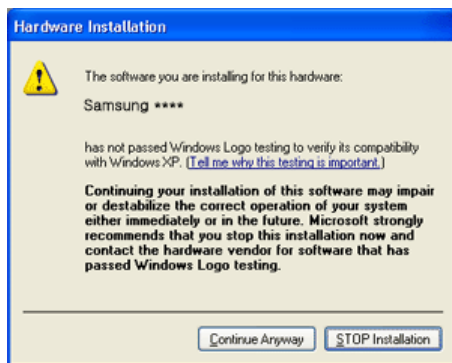 Hardware Installation
The software you are installing for this hardware:
Samsung ****
has not passed Windows Logo testing to verify its compatibility
with Windows XP. (Tell me why this testing is important.)
Continuing your installation of this software may impair
or destabilize the correct operation of your system
either immediately or in the future. Microsoft strongly
recommends that you stop this installation now and
contact the hardware vendor for software that has
passed Windows Logo testing.
Continue Anyway
STOP Installation